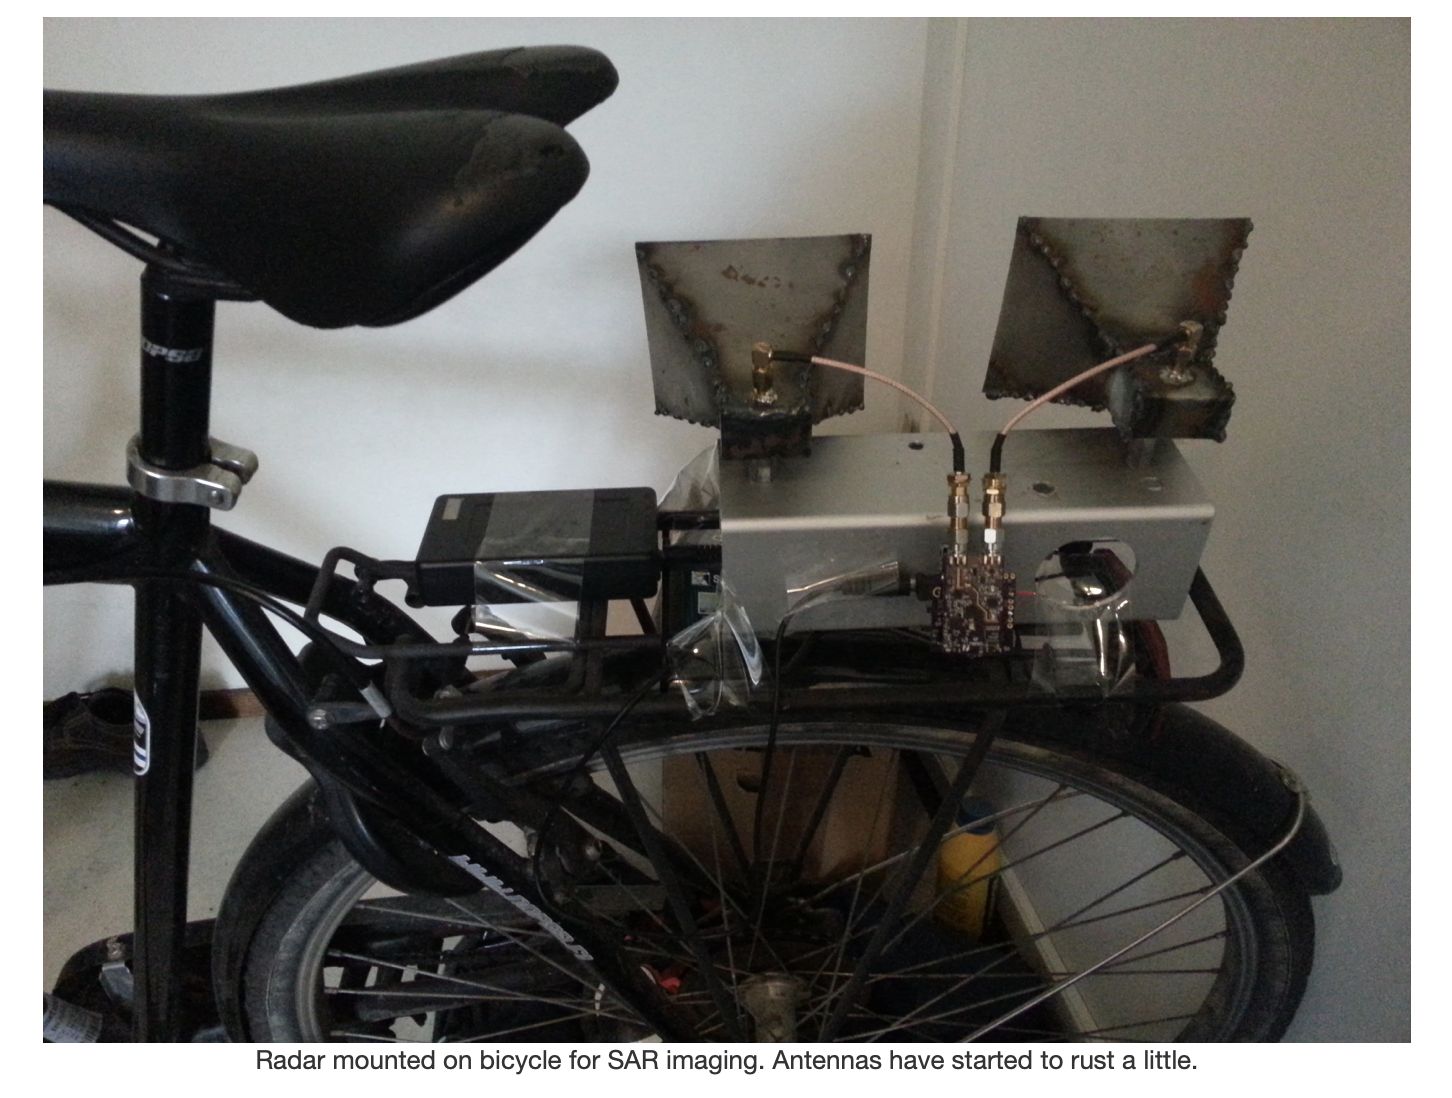 Radar mounted on bicycle for SAR imaging. Antennas have started to rust a little.